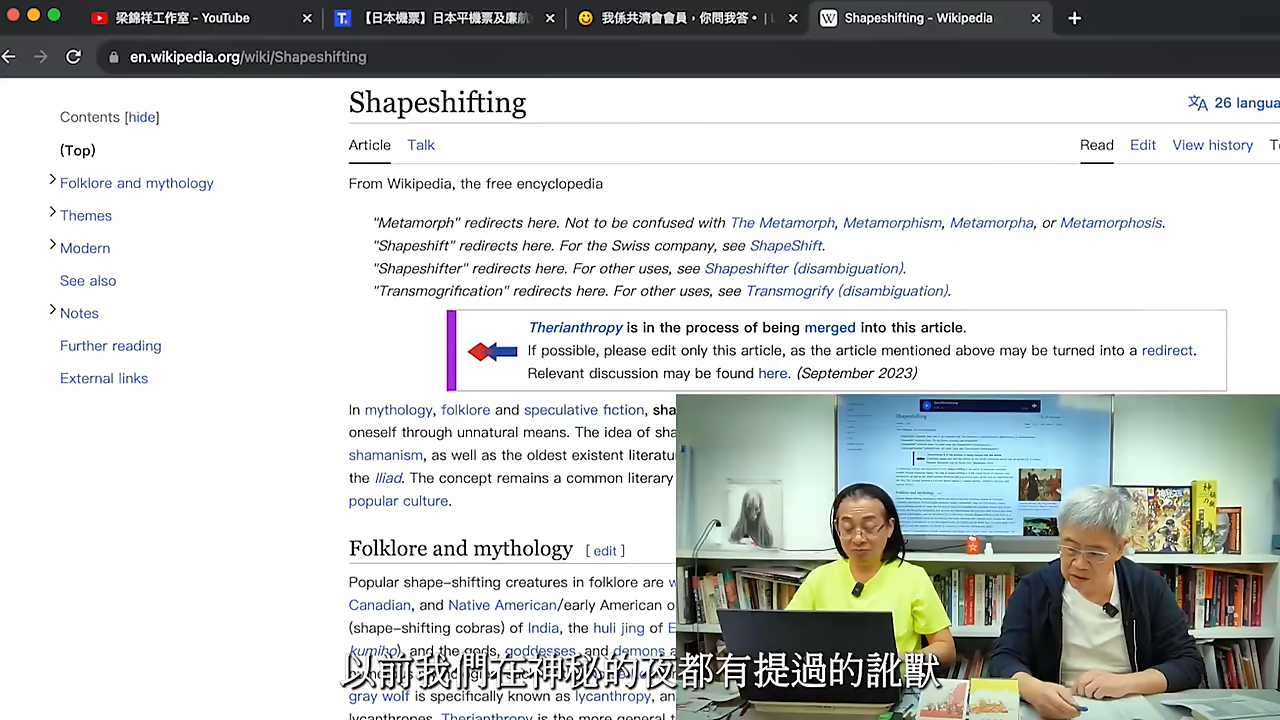 梁錦祥工作室 - YouTube
【日本機票】日本平機票及廉航
我係共濟會會員，你問我答。
Shapeshifting - Wikipedia
en.wikipedia.org/wiki/Shapeshifting
Contents [hide]
(Top)
Folklore and mythology
Themes
Modern
See also
Notes
Further reading
External links
Shapeshifting
26 langua
Article Talk
Read Edit View history
From Wikipedia, the free encyclopedia
"Metamorph" redirects here. Not to be confused with The Metamorph, Metamorphism, Metamorpha, or Metamorphosis.
"Shapeshift" redirects here. For the Swiss company, see ShapeShift.
"Shapeshifter" redirects here. For other uses, see Shapeshifter (disambiguation).
"Transmogrification" redirects here. For other uses, see Transmogrify (disambiguation).
Therianthropy is in the process of being merged into this article.
If possible, please edit only this article, as the article mentioned above may be turned into a redirect.
Relevant discussion may be found here. (September 2023)
In mythology, folklore and speculative fiction, sha
oneself through unnatural means. The idea of sha
shamanism, as well as the oldest existent literatu
the Iliad. The concept remains a common literary
popular culture.
Folklore and mythology [ edit ]
Popular shape-shifting creatures in folklore are w
Canadian, and Native American/early American o
(shape-shifting cobras) of India, the huli jing of E
kumiho), and the gods, goddesses, and demons a
以前我們在神秘的夜都有提過的訛獸
gray wolf is specifically known as lycanthropy, an
lycanthropes. Therianthropy is the more general t